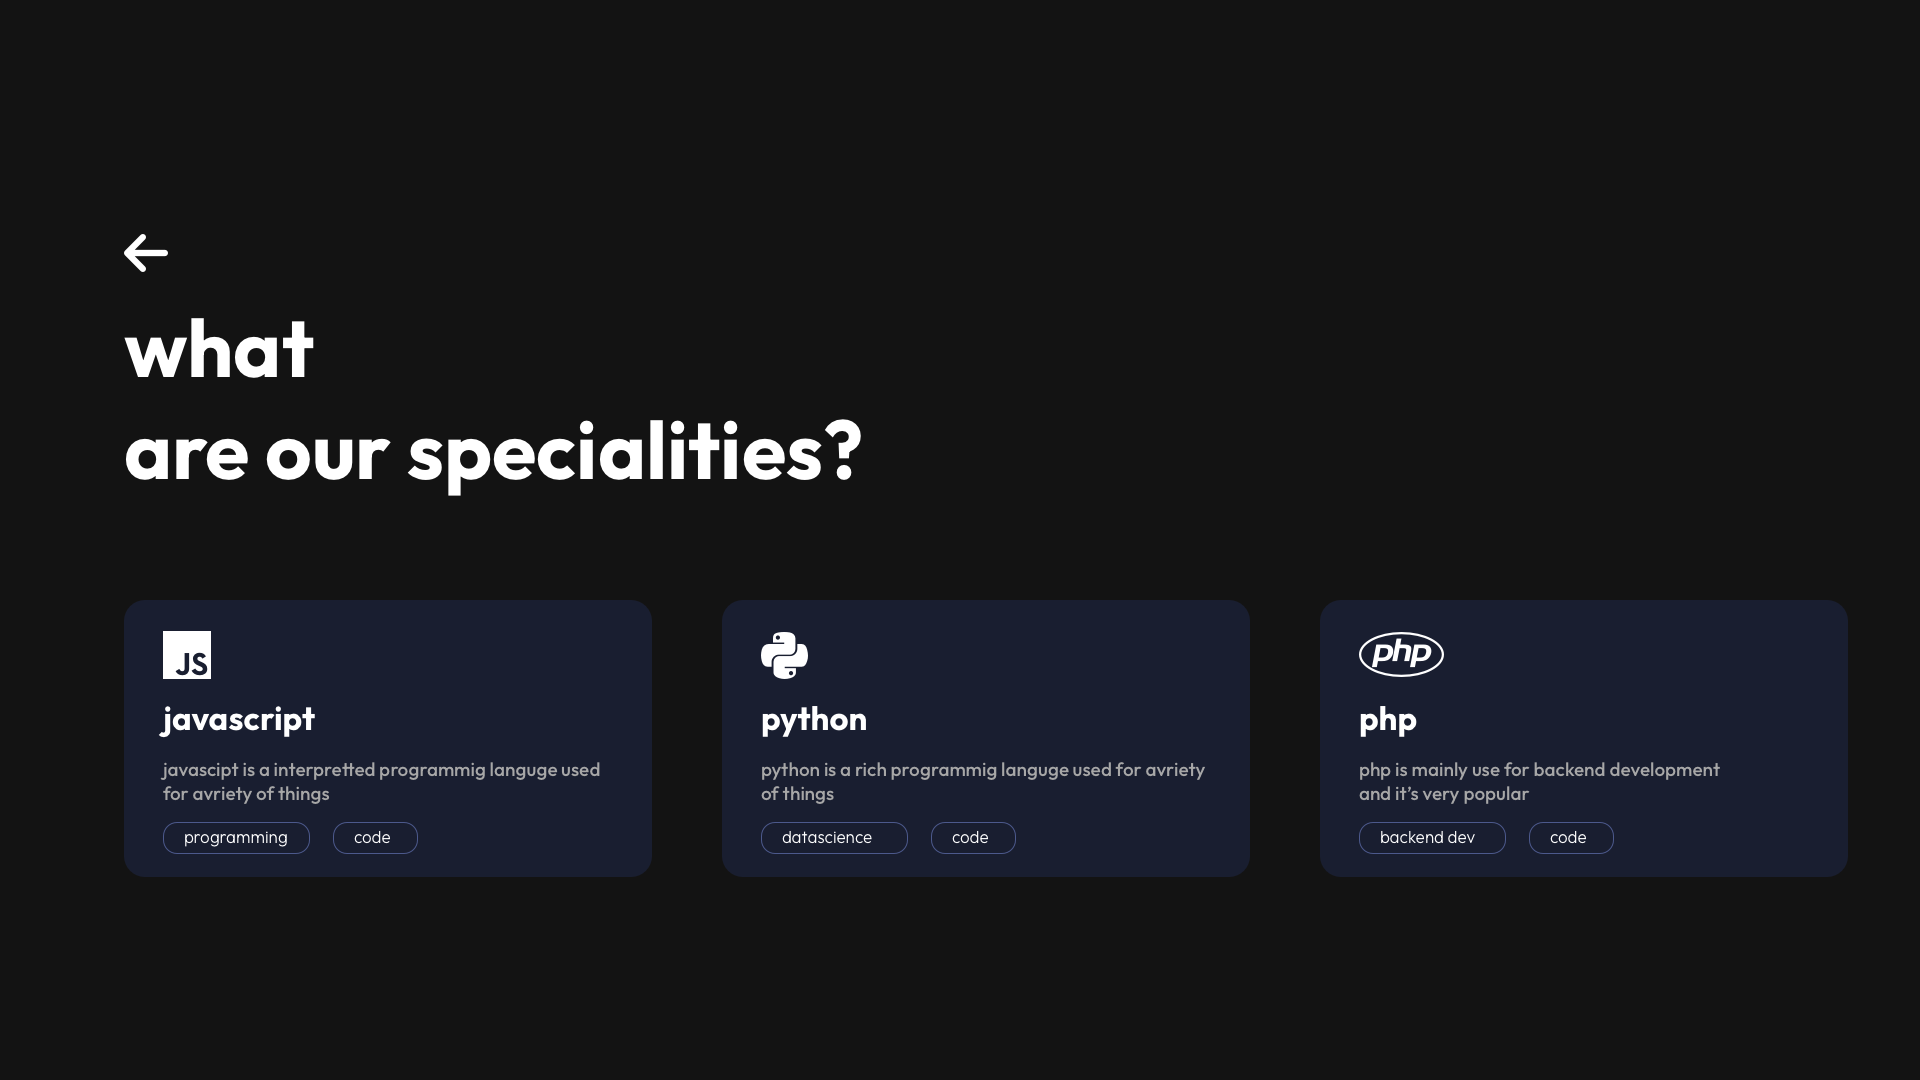 what
are our specialities?
JS
javascript
javascipt is a interpretted programmig languge used
for avriety of things
programming
code
python
python is a rich programmig languge used for avriety
of things
datascience
code
php
php
php is mainly use for backend development
and it’s very popular
backend dev
code